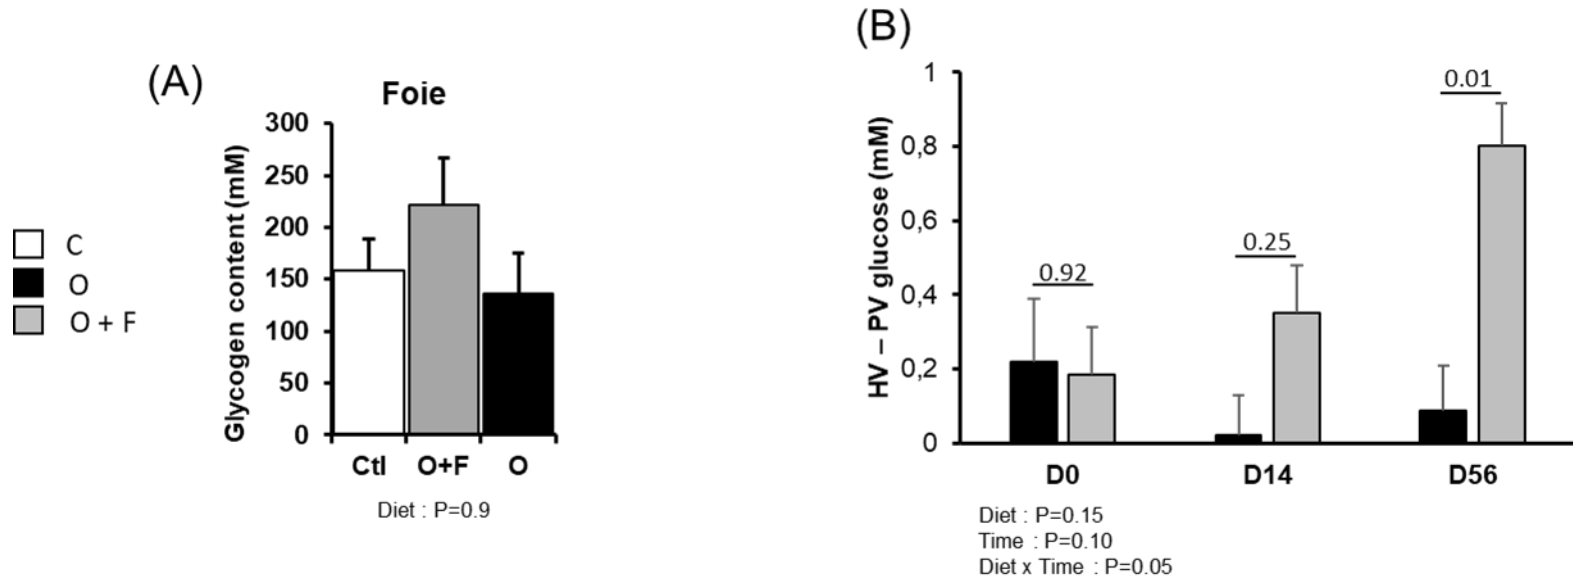 (A)
Foie
Glycogen content (mM)
300
250
200
150
100
50
0
Ctl O+F O
Diet : P=0.9
C
O
O + F
(B)
HV – PV glucose (mM)
1
0,8
0,6
0,4
0,2
0
0.92
0.25
0.01
D0 D14 D56
Diet : P=0.15
Time : P=0.10
Diet x Time : P=0.05